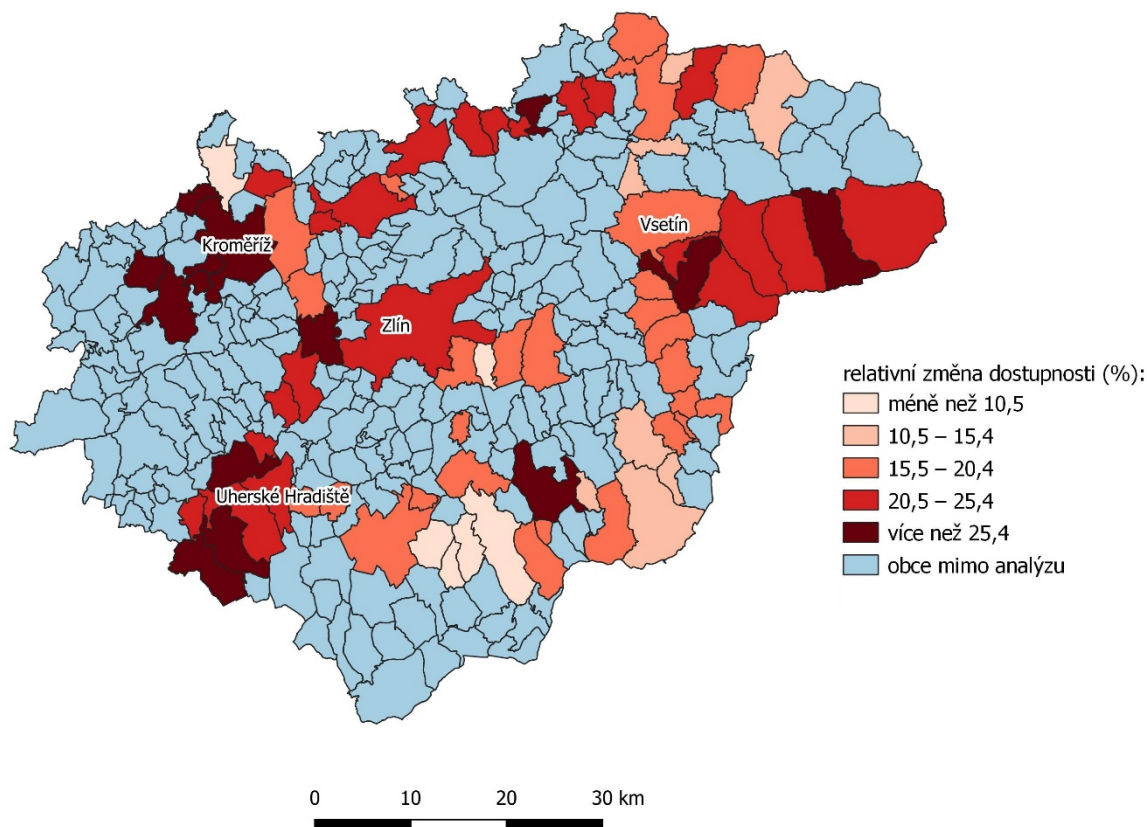 Vsetín
Kroměříž
Zlín
Uherské Hradiště
relativní změna dostupnosti (%):
méně než 10,5
10,5 – 15,4
15,5 – 20,4
20,5 – 25,4
více než 25,4
obce mimo analýzu
0 10 20 30 km